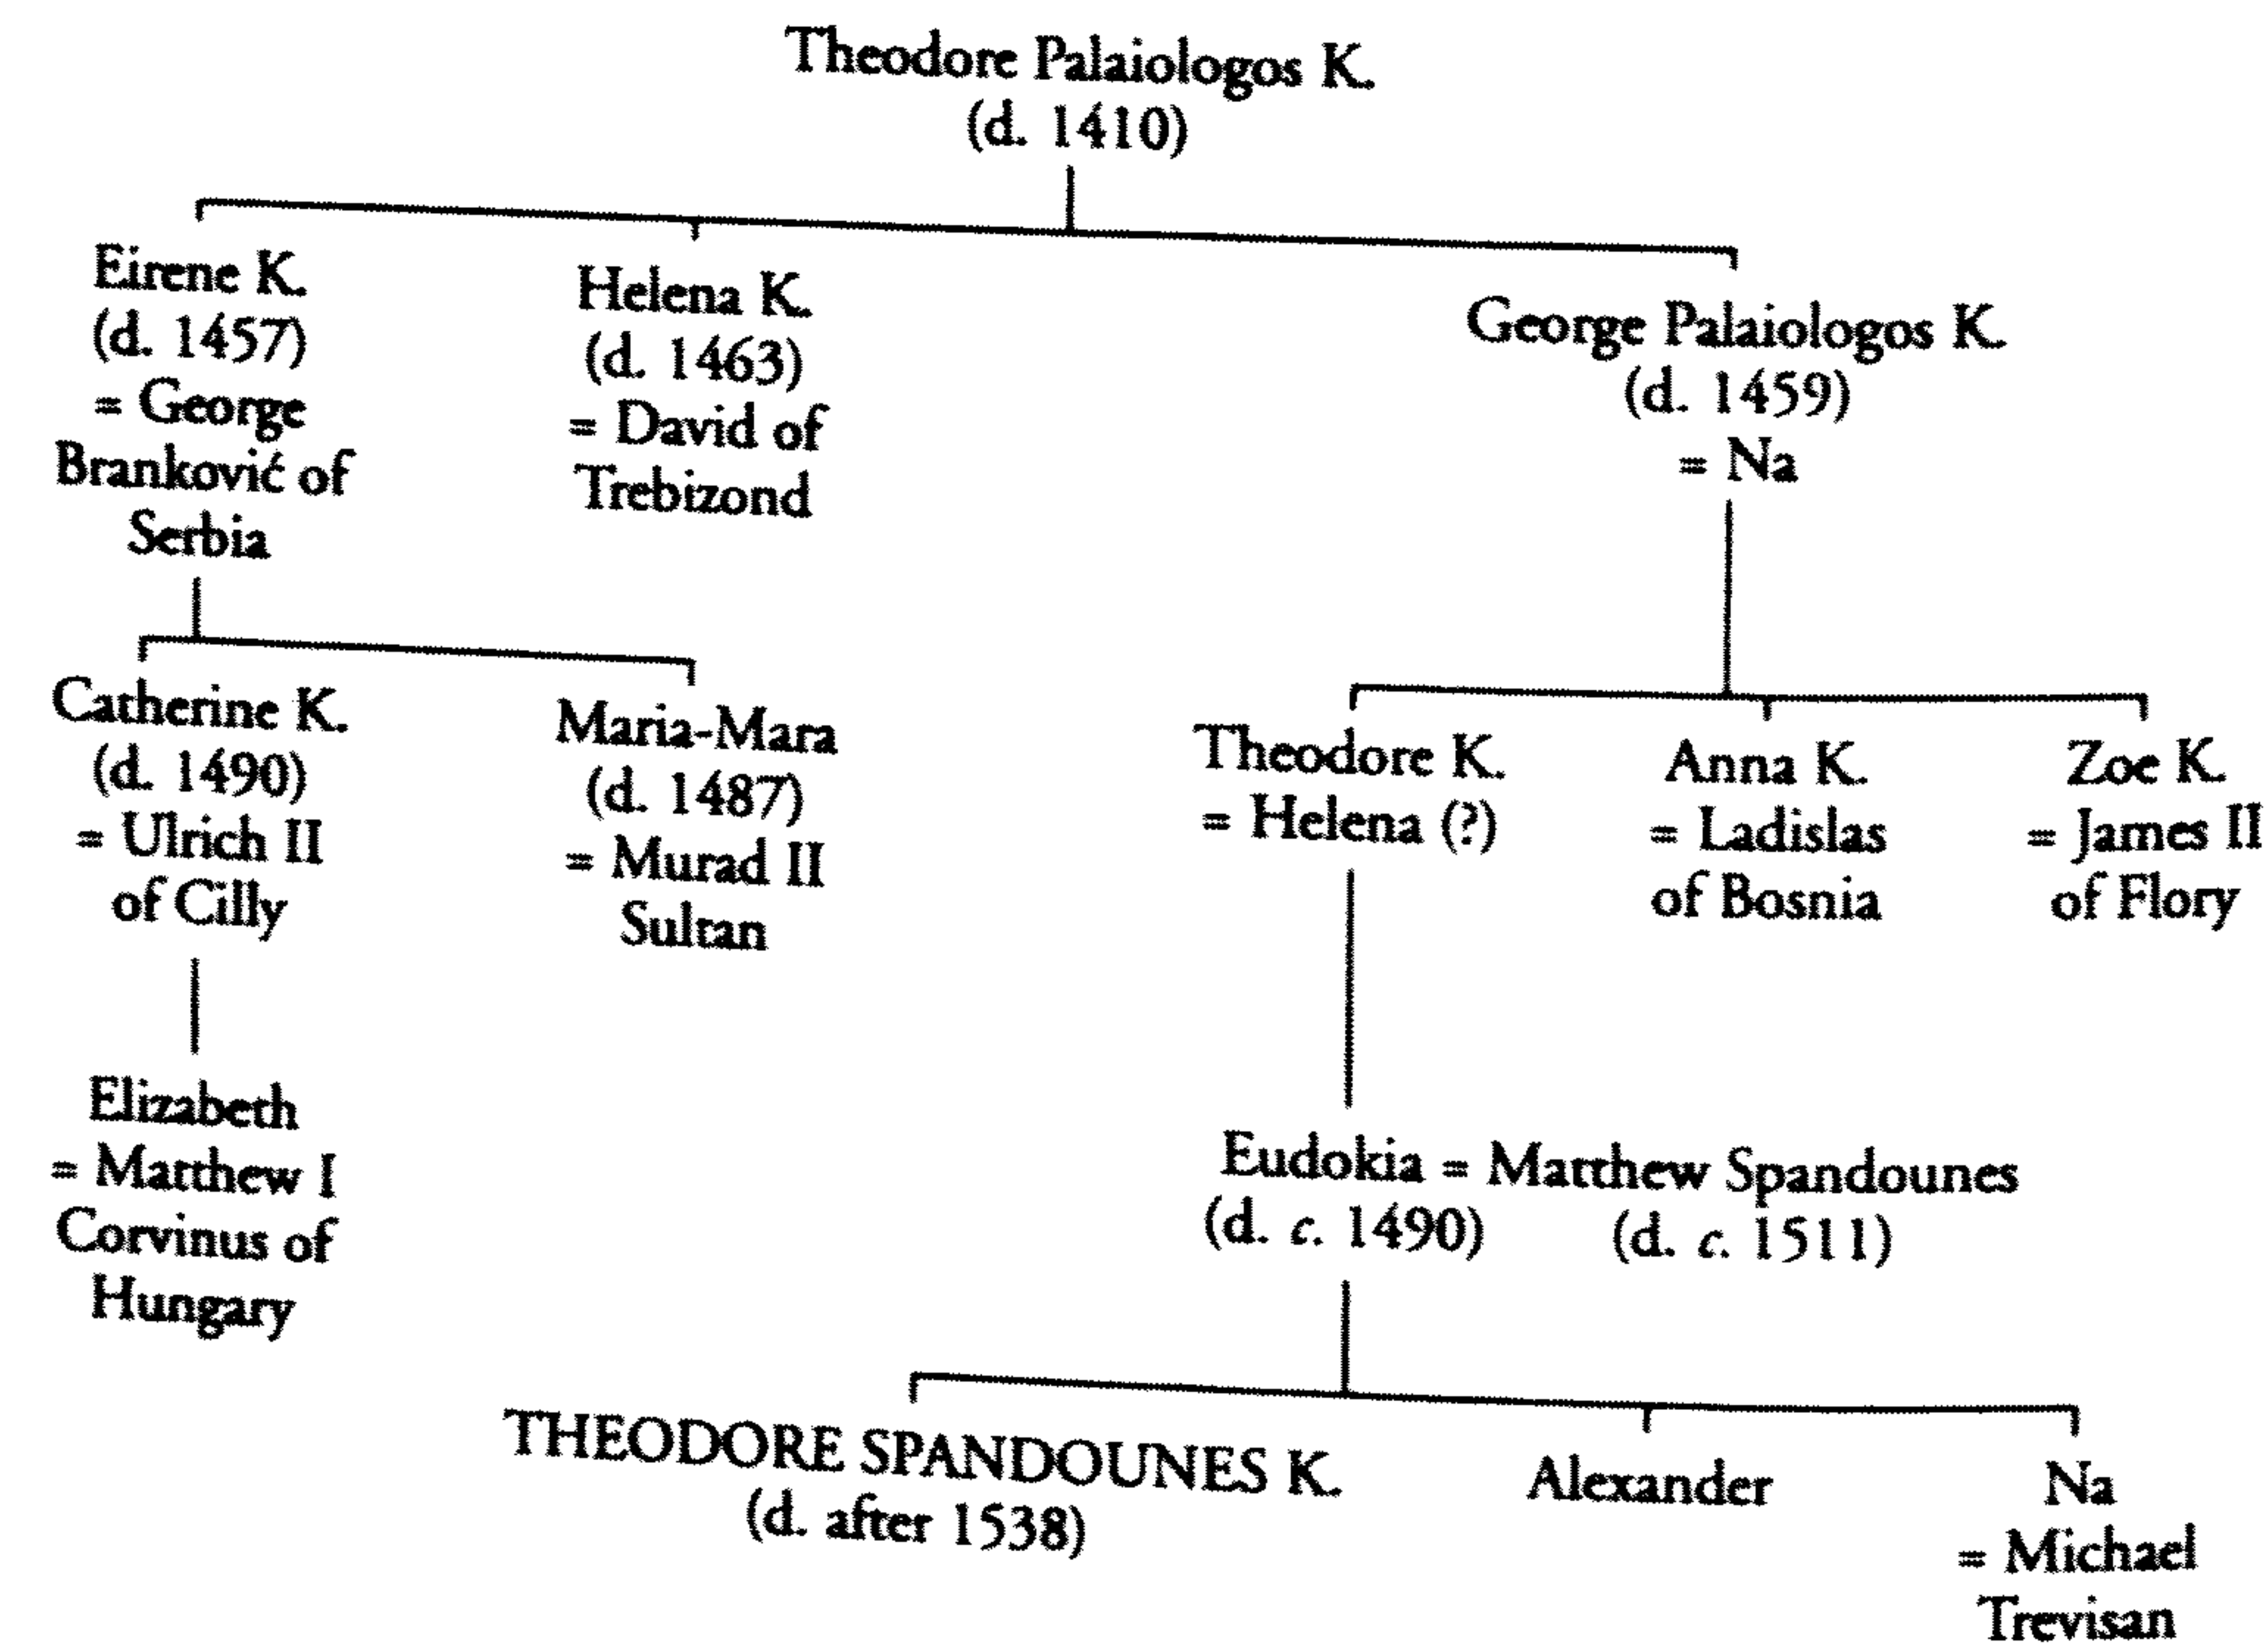 Theodore Palaiologos K.
(d. 1410)
Eirene K.
(d. 1457)
= George
Branković of
Serbia
Helena K.
(d. 1463)
= David of
Trebizond
George Palaiologos K.
(d. 1459)
= Na
Catherine K.
(d. 1490)
= Ulrich II
of Cilly
Maria-Mara
(d. 1487)
= Murad II
Sultan
Theodore K.
= Helena (?)
Anna K.
= Ladislas
of Bosnia
Zoe K.
= James II
of Flory
Elizabeth
= Matthew I
Corvinus of
Hungary
Eudokia = Matthew Spandounes
(d. c. 1490) (d. c. 1511)
THEODORE SPANDOUNES K.
(d. after 1538)
Alexander
Na
= Michael
Trevisan